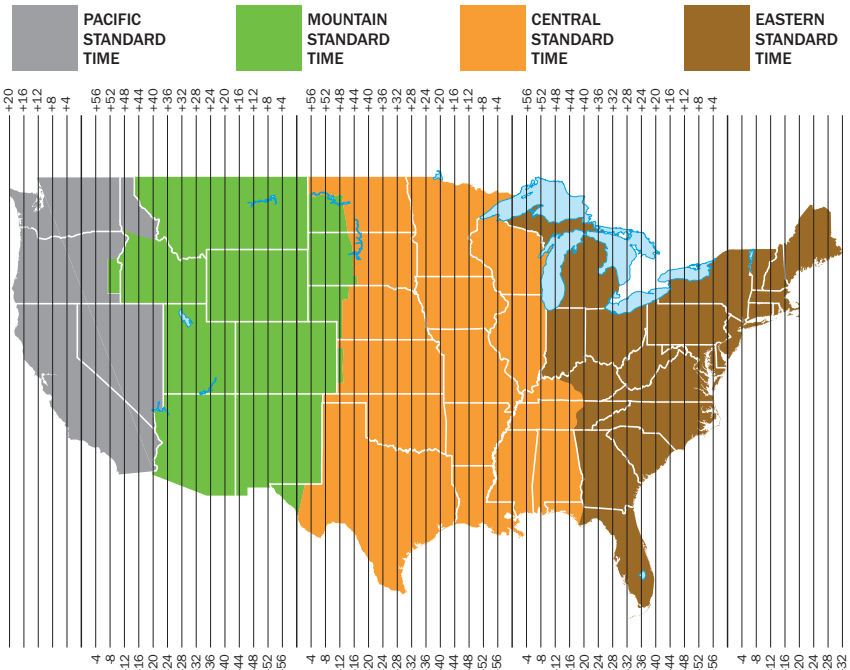 PACIFIC
STANDARD
TIME
MOUNTAIN
STANDARD
TIME
CENTRAL
STANDARD
TIME
EASTERN
STANDARD
TIME
+20 +16 +12 +8 +4 +56 +52 +48 +44 +40 +36 +32 +28 +24 +20 +16 +12 +8 +4 +56 +52 +48 +44 +40 +36 +32 +28 +24 +20 +16 +12 +8 +4 +56 +52 +48 +44 +40 +36 +32 +28 +24 +20 +16 +12 +8 +4
-4 -8 -12 -16 -20 -24 -28 -32 -36 -40 -44 -48 -52 -56 -4 -8 -12 -16 -20 -24 -28 -32 -36 -40 -44 -48 -52 -56 -4 -8 -12 -16 -20 -24 -28 -32 -36 -40 -44 -48 -52 -56 -4 -8 -12 -16 -20 -24 -28 -32